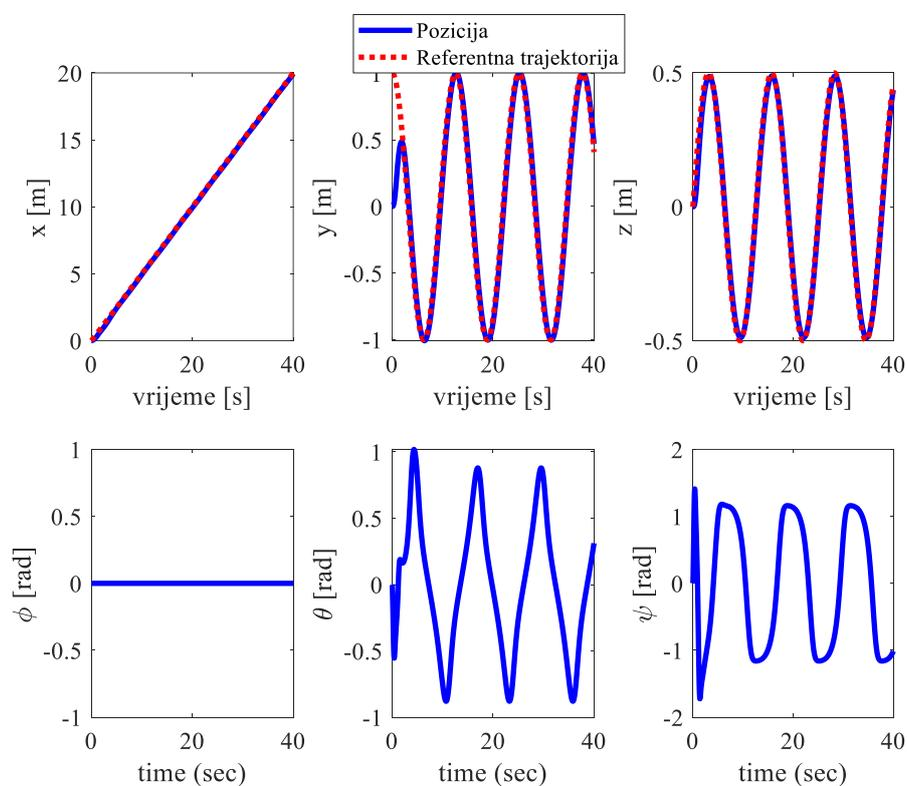 Pozicija
Referentna trajektorija
20
15
10
5
0
x [m]
0 20 40
vrijeme [s]
1
0.5
0
-0.5
-1
y [m]
0 20 40
vrijeme [s]
0.5
0
-0.5
z [m]
0 20 40
vrijeme [s]
1
0.5
0
-0.5
-1
ϕ [rad]
0 20 40
time (sec)
1
0.5
0
-0.5
-1
θ [rad]
0 20 40
time (sec)
2
1
0
-1
-2
ψ [rad]
0 20 40
time (sec)